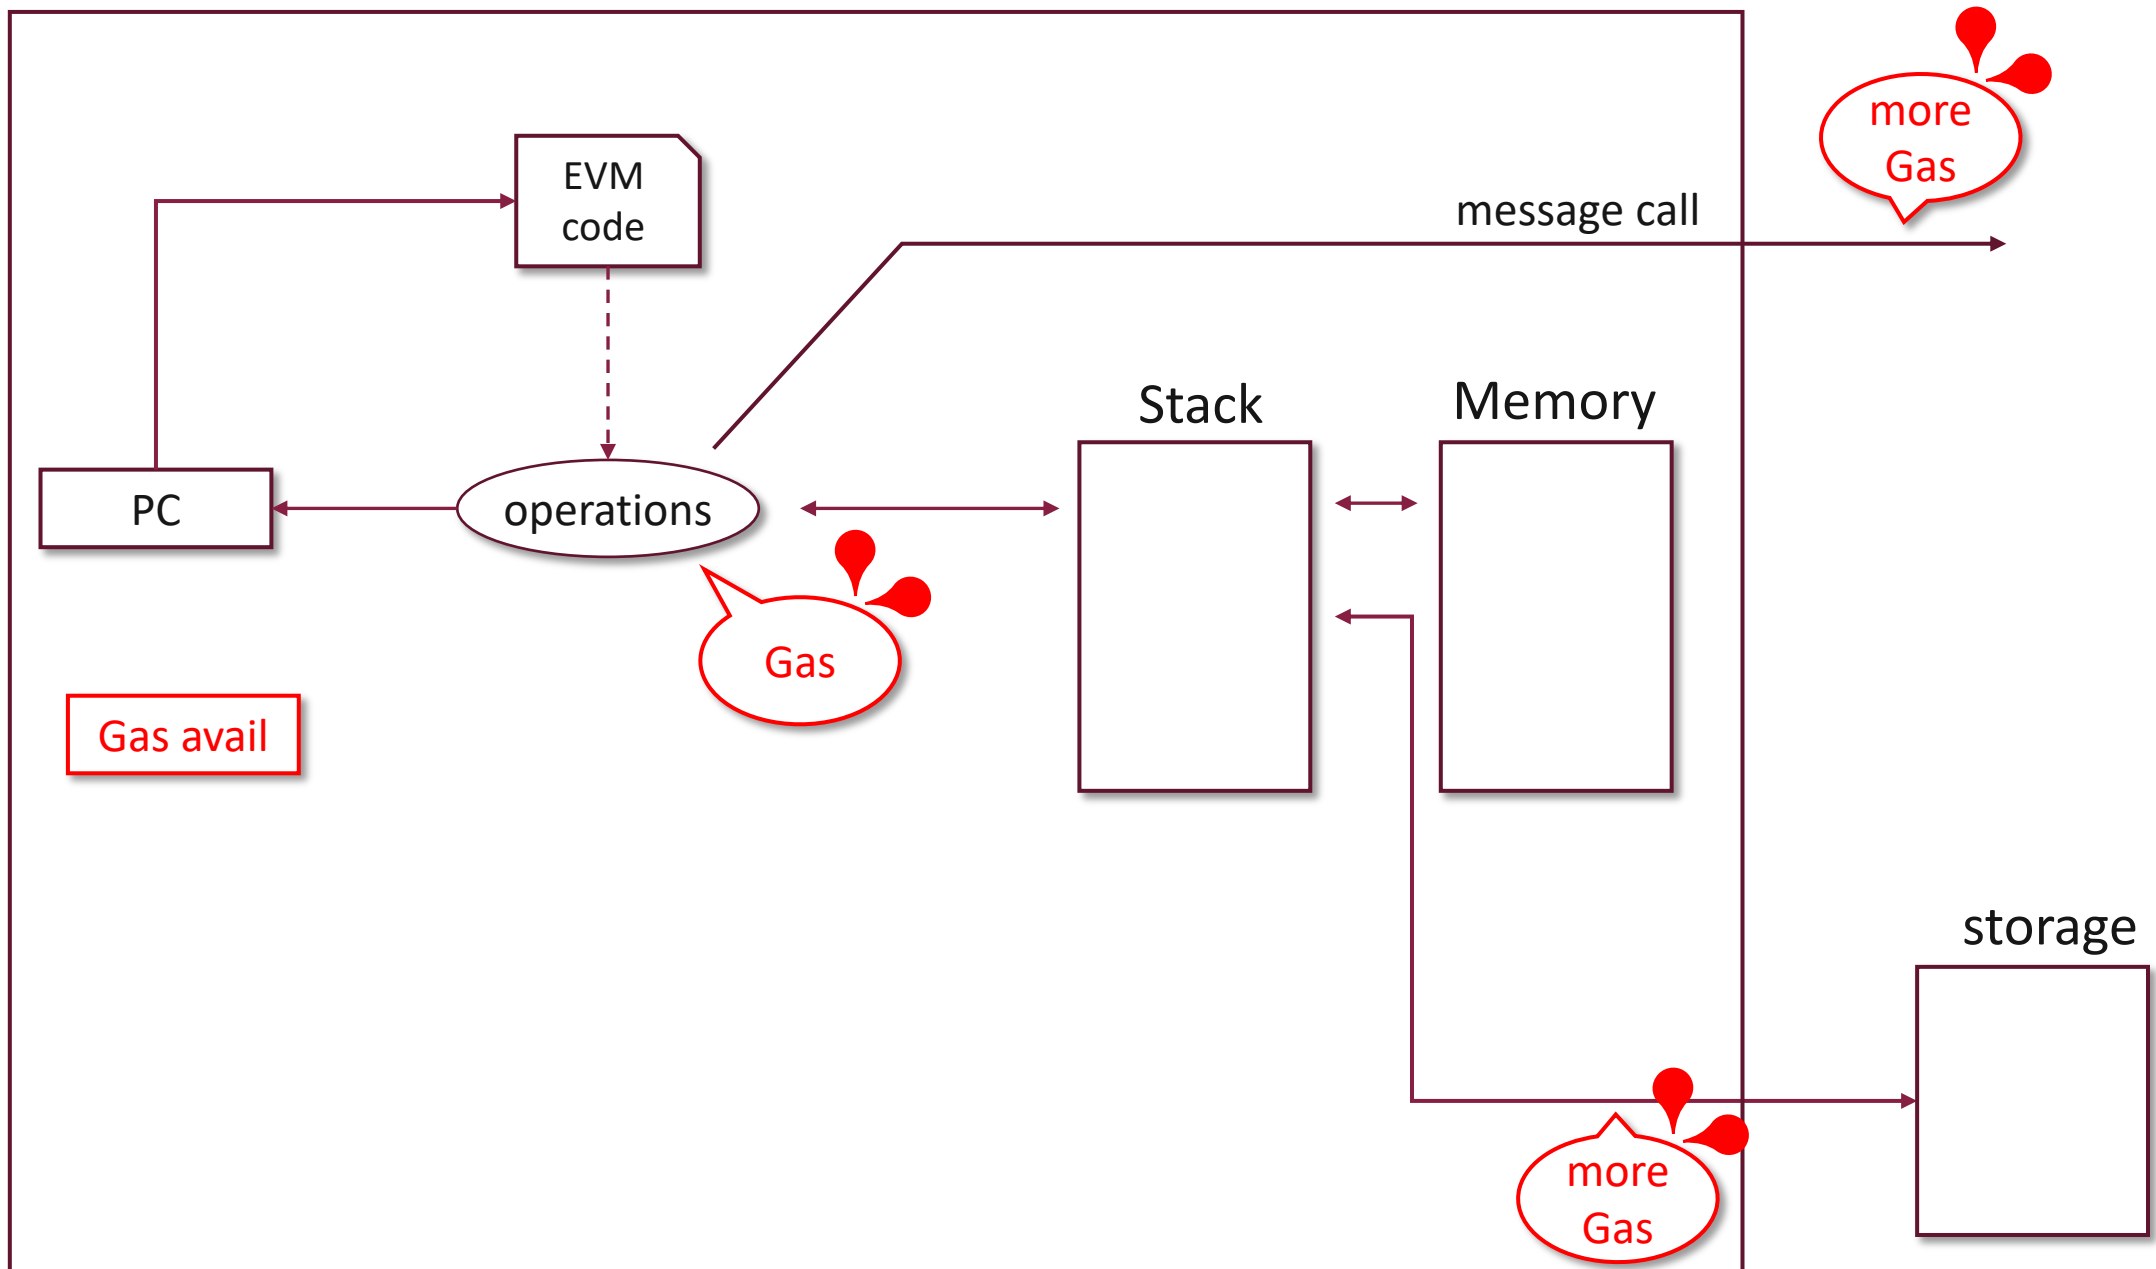 more
Gas
EVM
code
message call
Stack
Memory
PC
operations
Gas
Gas avail
storage
more
Gas